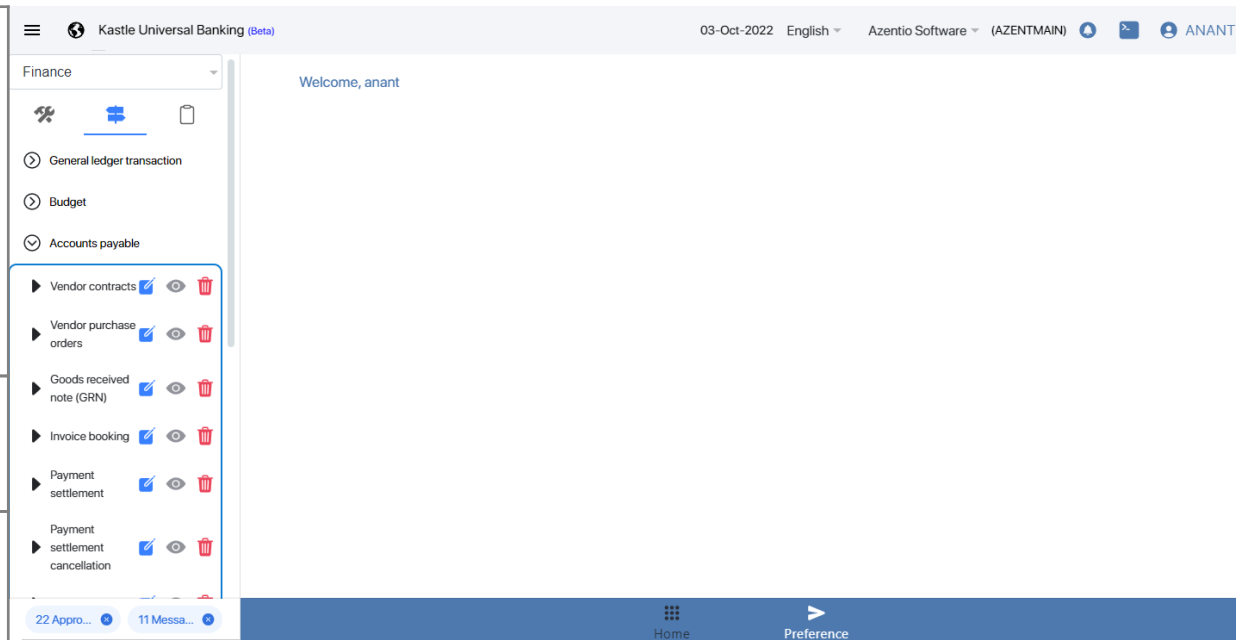 Kastle Universal Banking (Beta)
03-Oct-2022 English Azentio Software (AZENTMAIN) ANANT
Finance
Welcome, anant
General ledger transaction
Budget
Accounts payable
Vendor contracts
Vendor purchase
orders
Goods received
note (GRN)
Invoice booking
Payment
settlement
Payment
settlement
cancellation
22 Appro...
11 Messa...
Home
Preference